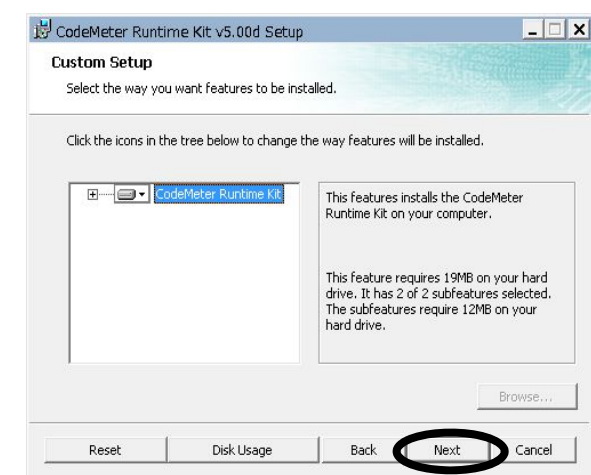 CodeMeter Runtime Kit v5.00d Setup
Custom Setup
Select the way you want features to be installed.
Click the icons in the tree below to change the way features will be installed.
CodeMeter Runtime Kit
This features installs the CodeMeter
Runtime Kit on your computer.
This feature requires 19MB on your hard
drive. It has 2 of 2 subfeatures selected.
The subfeatures require 12MB on your
hard drive.
Browse...
Reset Disk Usage Back Next Cancel